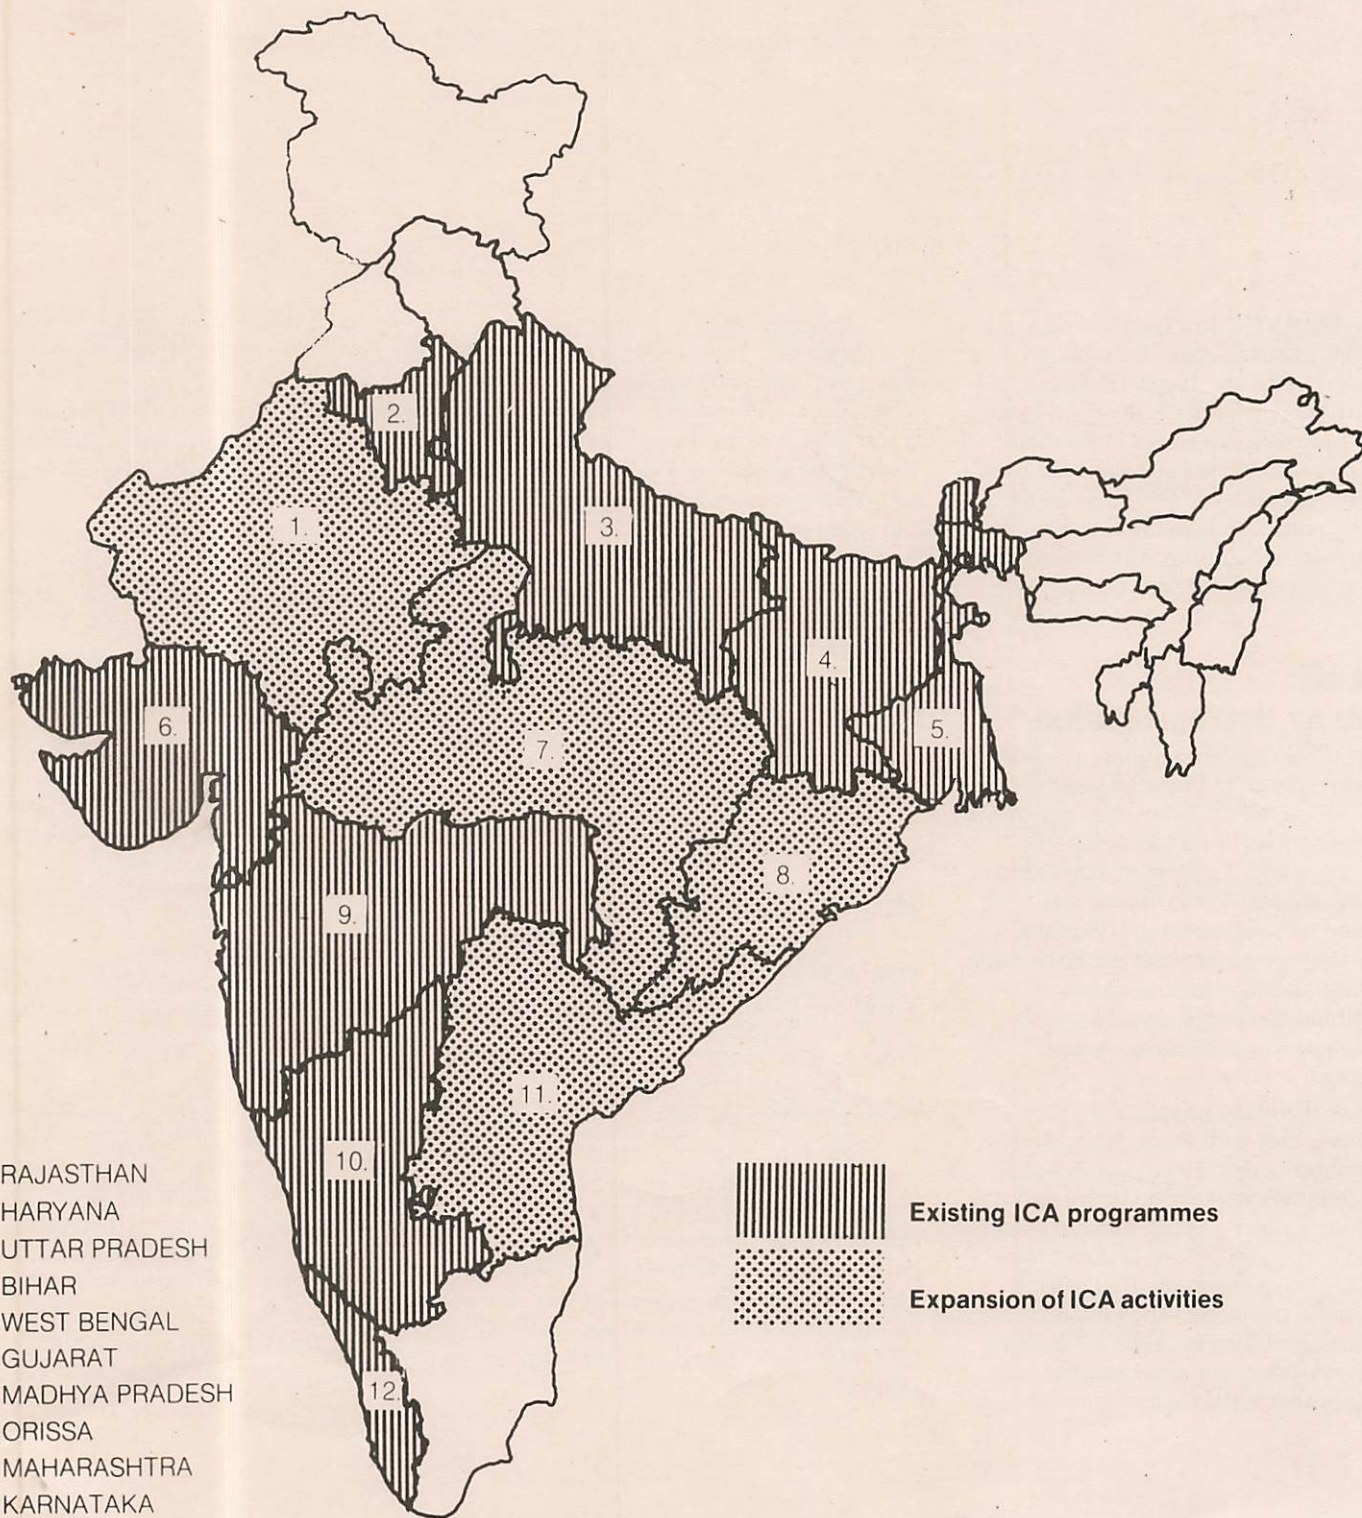 2.
1.
3.
4.
6.
5.
7.
8.
9.
11.
10.
12.
RAJASTHAN
HARYANA
UTTAR PRADESH
BIHAR
WEST BENGAL
GUJARAT
MADHYA PRADESH
ORISSA
MAHARASHTRA
KARNATAKA
Existing ICA programmes
Expansion of ICA activities